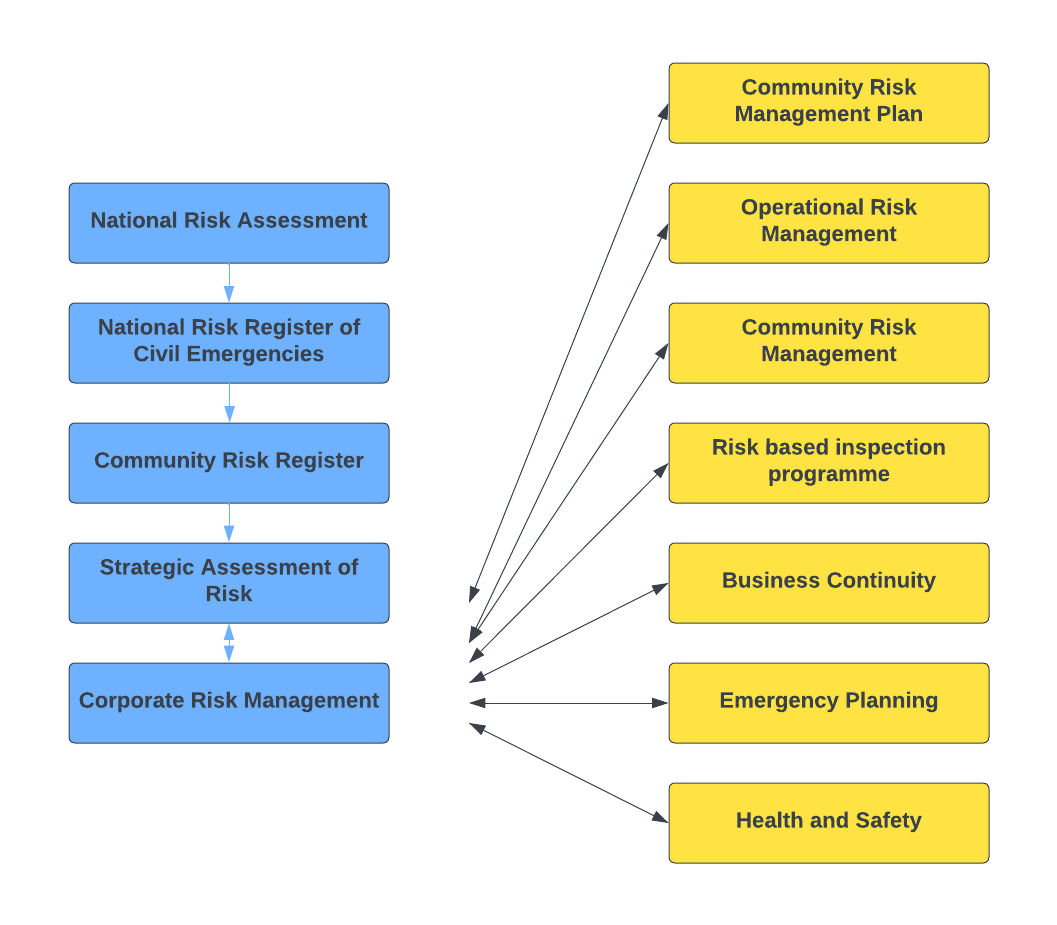 National Risk Assessment
National Risk Register of
Civil Emergencies
Community Risk Register
Strategic Assessment of
Risk
Corporate Risk Management
Community Risk
Management Plan
Operational Risk
Management
Community Risk
Management
Risk based inspection
programme
Business Continuity
Emergency Planning
Health and Safety